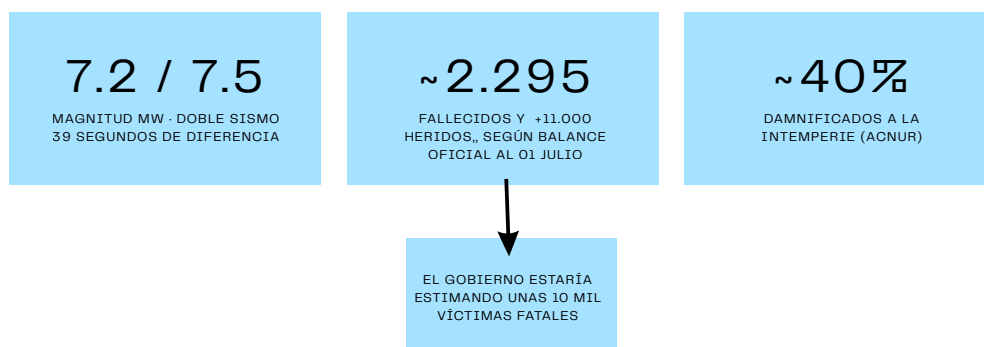 7.2 / 7.5
MAGNITUD MW · DOBLE SISMO
39 SEGUNDOS DE DIFERENCIA
~2.295
FALLECIDOS Y +11.000
HERIDOS,, SEGÚN BALANCE
OFICIAL AL 01 JULIO
~40%
DAMNIFICADOS A LA
INTEMPERIE (ACNUR)
EL GOBIERNO ESTARÍA
ESTIMANDO UNAS 10 MIL
VÍCTIMAS FATALES